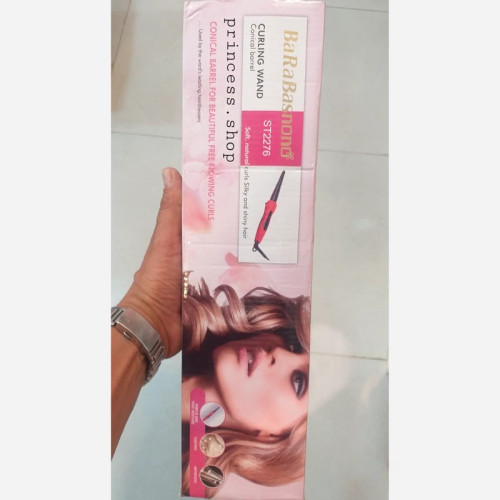 BaRaBasnondi
CURLING WAND
Conical barrel
ST2276
Soft, natural curls Silky and shiny hair
princess.shop
CONICAL BARREL FOR BEAUTIFUL FREE-FLOWING CURLS